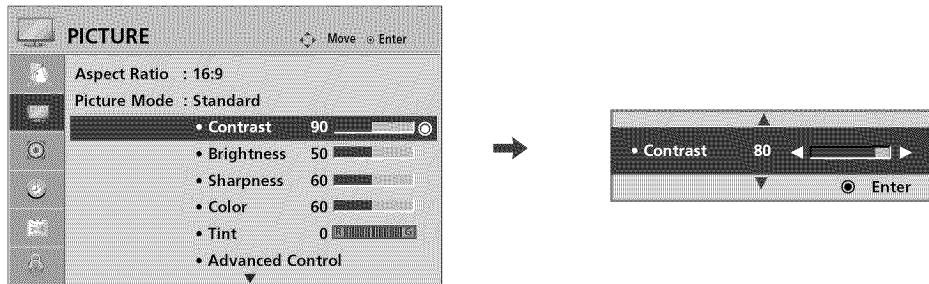 PICTURE
Move Enter
Aspect Ratio : 16:9
Picture Mode : Standard
• Contrast 90
• Brightness 50
• Sharpness 60
• Color 60
• Tint 0 R G
• Advanced Control
• Contrast 80
Enter